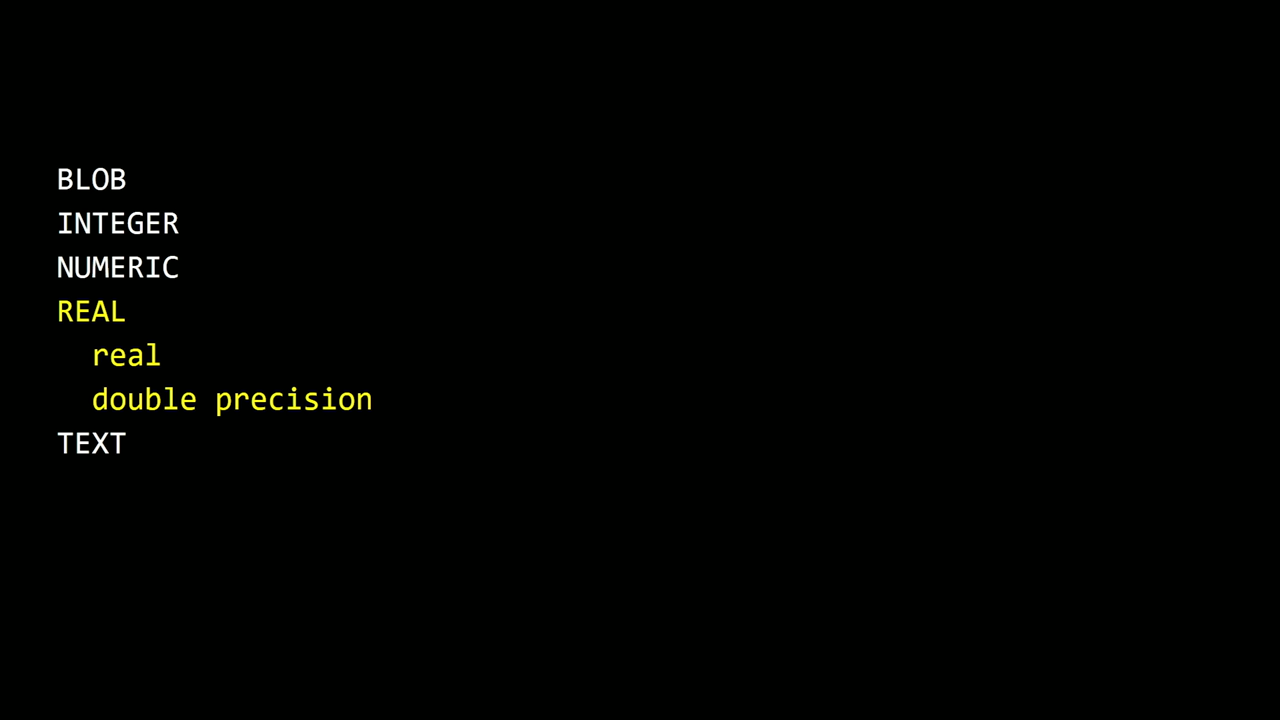 BLOB
INTEGER
NUMERIC
REAL
real
double precision
TEXT